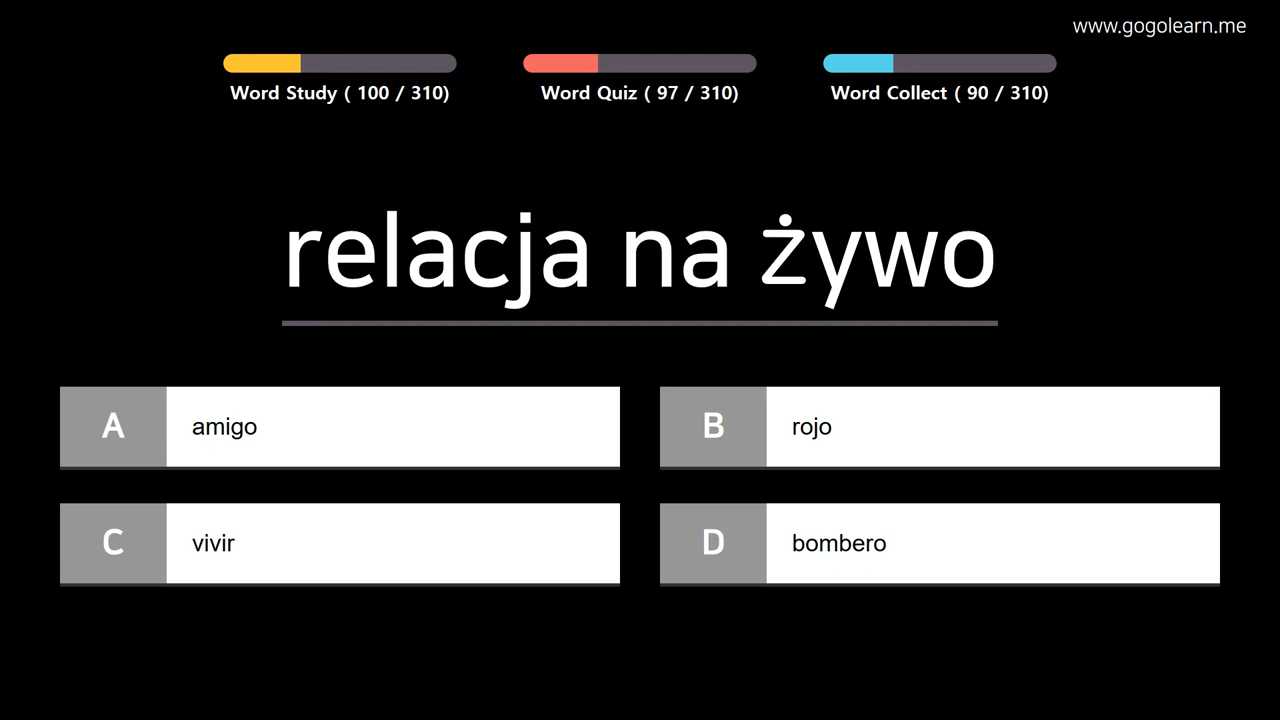 www.gogolearn.me
Word Study ( 100 / 310)
Word Quiz ( 97 / 310)
Word Collect ( 90 / 310)
relacja na żywo
A amigo
B rojo
C vivir
D bombero